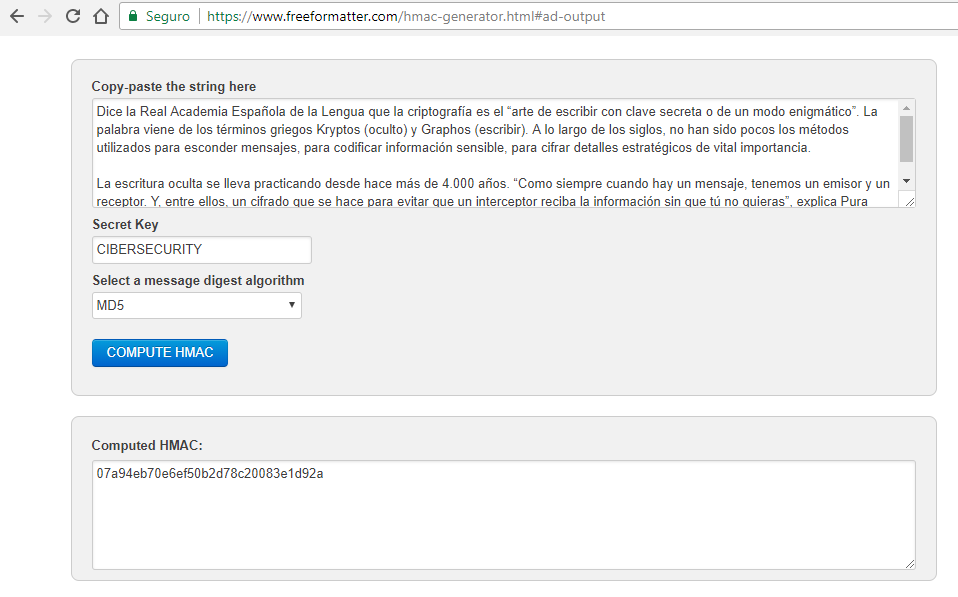 Seguro https://www.freeformatter.com/hmac-generator.html#ad-output
Copy-paste the string here
Dice la Real Academia Española de la Lengua que la criptografía es el “arte de escribir con clave secreta o de un modo enigmático”. La
palabra viene de los términos griegos Kryptos (oculto) y Graphos (escribir). A lo largo de los siglos, no han sido pocos los métodos
utilizados para esconder mensajes, para codificar información sensible, para cifrar detalles estratégicos de vital importancia.
La escritura oculta se lleva practicando desde hace más de 4.000 años. “Como siempre cuando hay un mensaje, tenemos un emisor y un
receptor. Y, entre ellos, un cifrado que se hace para evitar que un interceptor reciba la información sin que tú no quieras”, explica Pura
Secret Key
CIBERSECURITY
Select a message digest algorithm
MD5
COMPUTE HMAC
Computed HMAC:
07a94eb70e6ef50b2d78c20083e1d92a